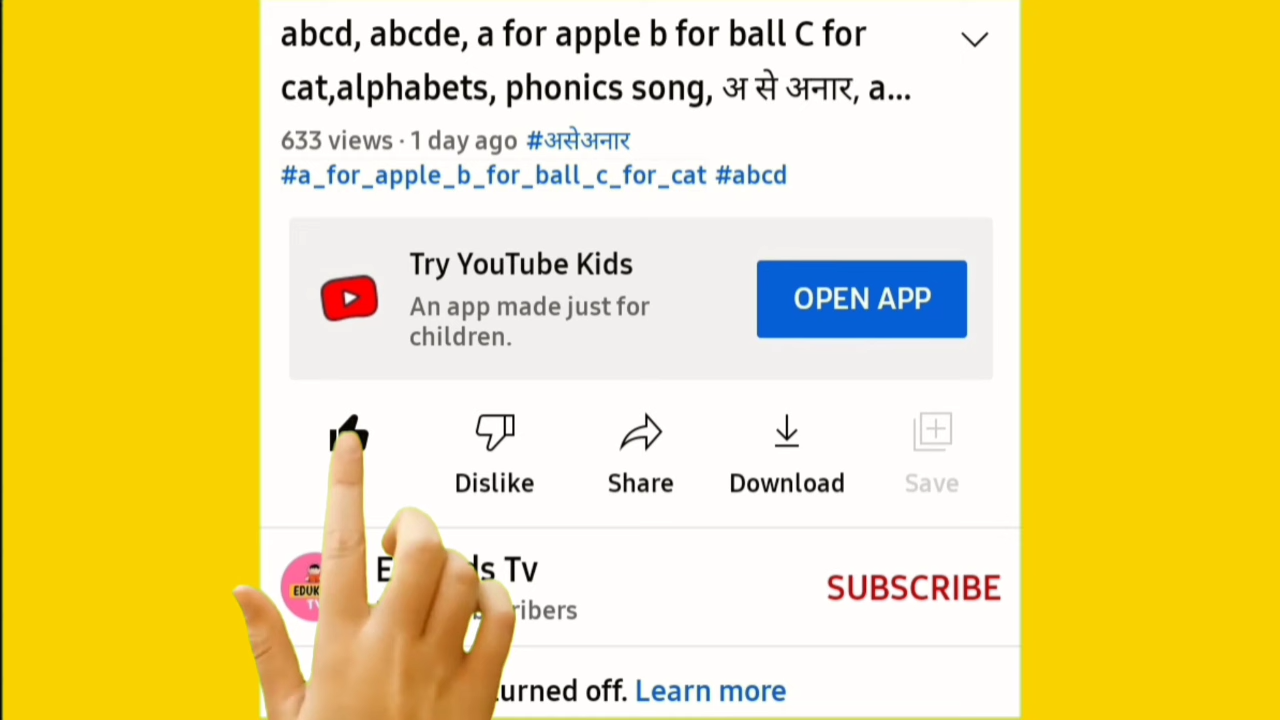 abcd, abcde, a for apple b for ball C for
cat,alphabets, phonics song, अ से अनार, a...
633 views · 1 day ago #असेअनार
#a_for_apple_b_for_ball_c_for_cat #abcd
Try YouTube Kids
An app made just for
children.
OPEN APP
Dislike
Share
Download
Save
Tv
SUBSCRIBE
Learn more